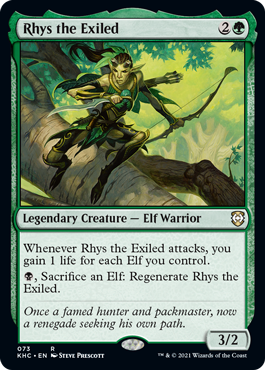 Rhys the Exiled 2
Legendary Creature — Elf Warrior
Whenever Rhys the Exiled attacks, you
gain 1 life for each Elf you control.
, Sacrifice an Elf: Regenerate Rhys the
Exiled.
Once a famed hunter and packmaster, now
a renegade seeking his own path.
3/2
073 R
KHC • EN STEVE PRESCOTT
™ & © 2021 Wizards of the Coast